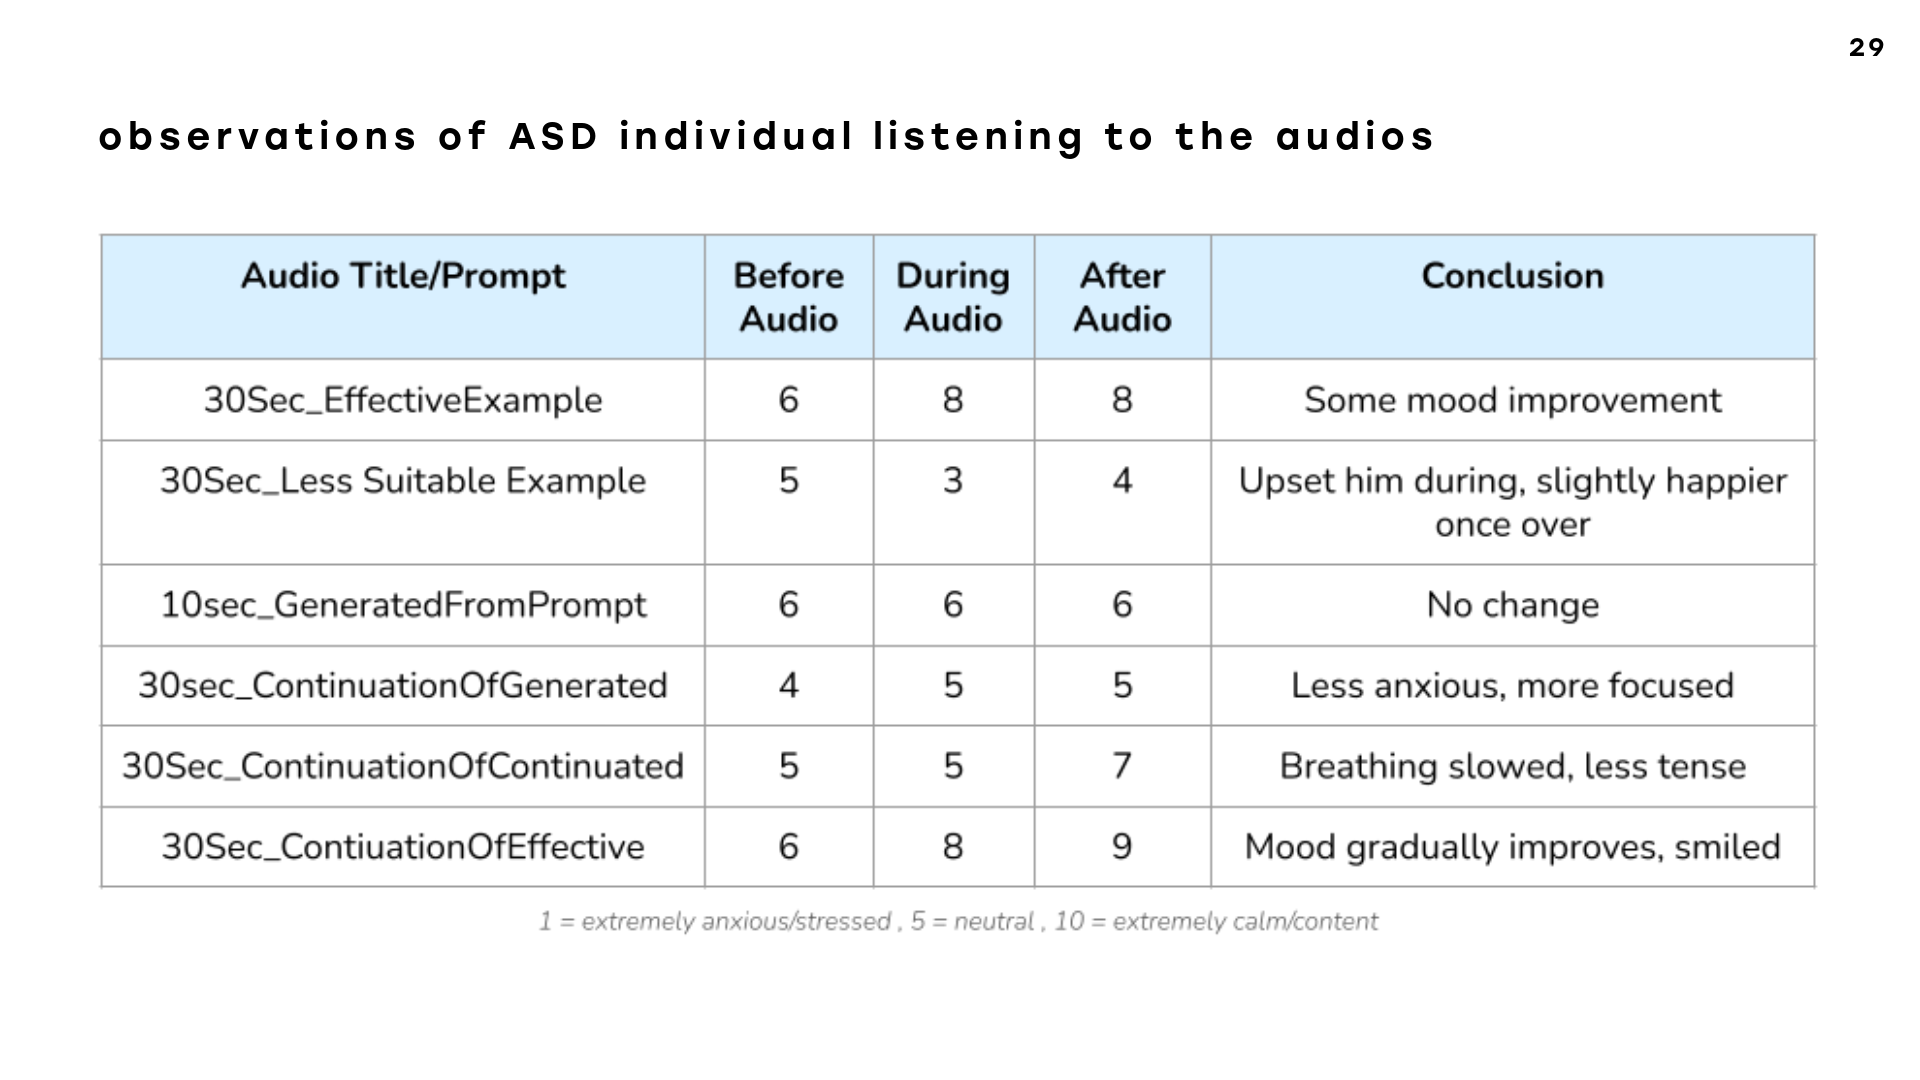 29
observations of ASD individual listening to the audios
Audio Title/Prompt Before Audio During Audio After Audio Conclusion
30Sec_EffectiveExample 6 8 8 Some mood improvement
30Sec_Less Suitable Example 5 3 4 Upset him during, slightly happier once over
10sec_GeneratedFromPrompt 6 6 6 No change
30sec_ContinuationOfGenerated 4 5 5 Less anxious, more focused
30Sec_ContinuationOfContinuated 5 5 7 Breathing slowed, less tense
30Sec_ContiuationOfEffective 6 8 9 Mood gradually improves, smiled
1 = extremely anxious/stressed , 5 = neutral , 10 = extremely calm/content